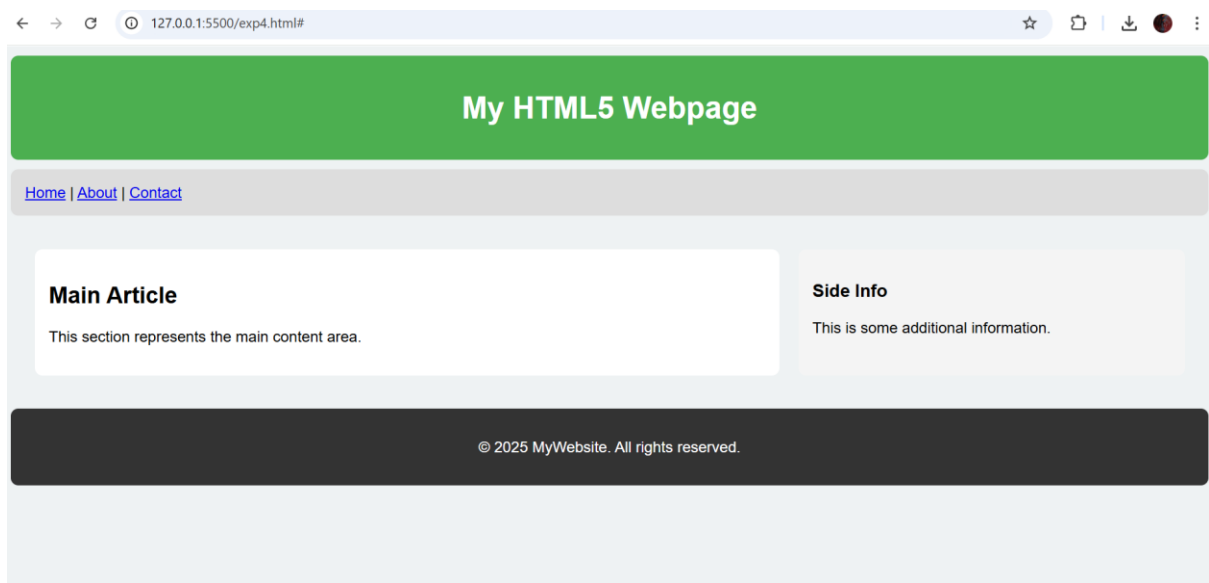 127.0.0.1:5500/exp4.html#
My HTML5 Webpage
Home | About | Contact
Main Article
This section represents the main content area.
Side Info
This is some additional information.
© 2025 MyWebsite. All rights reserved.